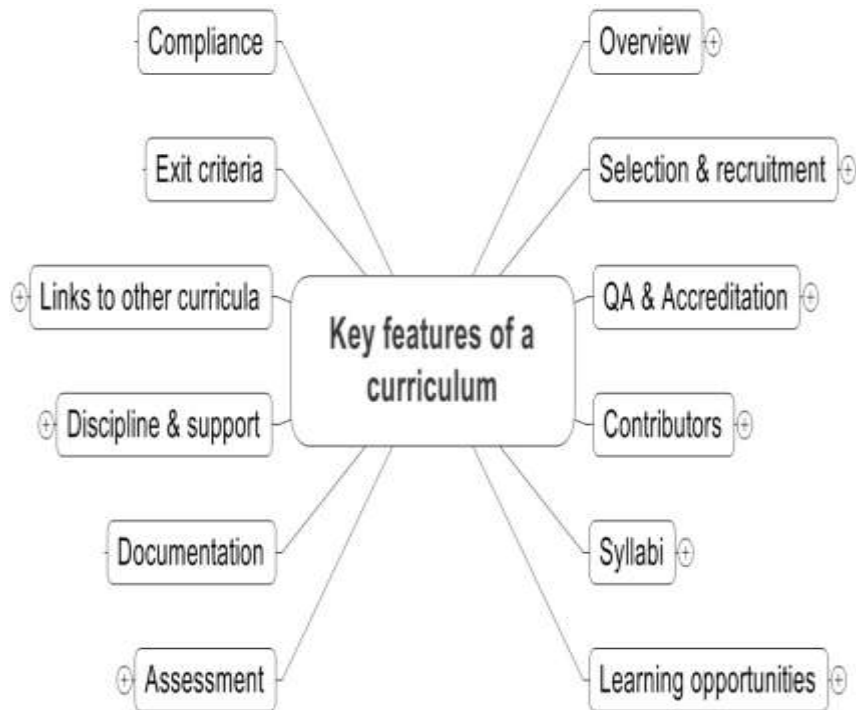 Compliance
Overview
Exit criteria
Selection & recruitment
Links to other curricula
QA & Accreditation
Key features of a
curriculum
Discipline & support
Contributors
Documentation
Syllabi
Assessment
Learning opportunities